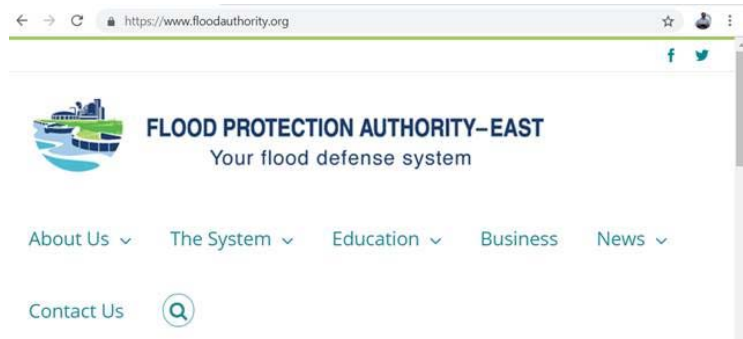 https://www.floodauthority.org
FLOOD PROTECTION AUTHORITY–EAST
Your flood defense system
About Us The System Education Business News
Contact Us